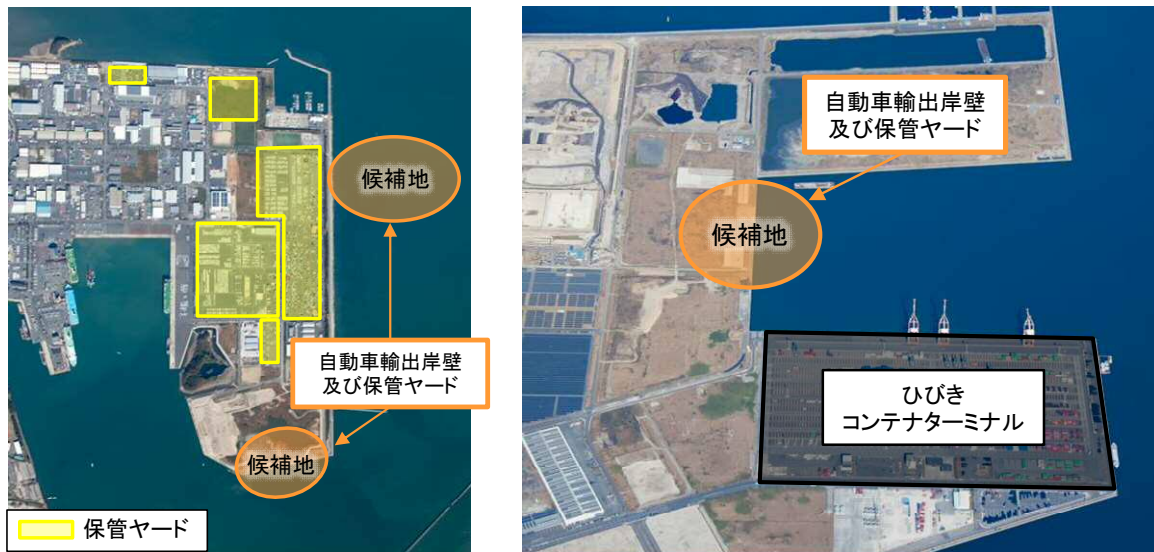 候補地
自動車輸出岸壁
及び保管ヤード
候補地
保管ヤード
自動車輸出岸壁
及び保管ヤード
候補地
ひびき
コンテナターミナル